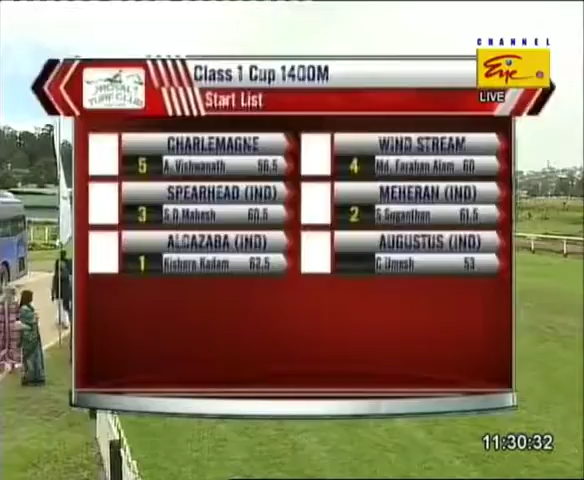 CHANNEL
Eye
LIVE
ROYAL
TURF CLUB
Class 1 Cup 1400M
Start List
CHARLEMAGNE
5 A. Vishwanath 56.5
WIND STREAM
4 Md. Farahan Alam 60
SPEARHEAD (IND)
3 S D Mahesh 60.5
MEHERAN (IND)
2 S Suganthan 61.5
ALCAZABA (IND)
1 Kishore Kadam 62.5
AUGUSTUS (IND)
C Umesh 53
11:30:32